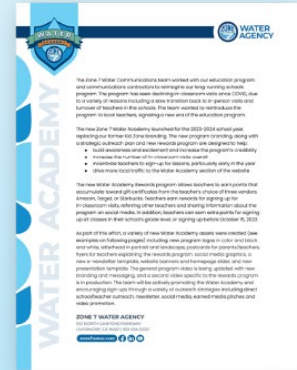 WATER
ACADEMY
WATER
AGENCY
WATER ACADEMY
The Zone 7 Water Communications team worked with our education program
and communications contractors to reimagine our long-running schools
program. The program has seen declining in-classroom visits since COVID, due
to a variety of reasons including a slow transition back to in-person visits and
turnover of teachers in the schools. The team wanted to reintroduce the
program to local teachers, signaling a new era of the education program.
The new Zone 7 Water Academy launched for the 2023-2024 school year,
replacing our former Kid Zone branding. The new program branding, along with
a strategic outreach plan and new rewards program are designed to help:
build awareness and excitement and increase the program's credibility
increase the number of in-classroom visits overall
incentivize teachers to sign-up for lessons, particularly early in the year
drive more local traffic to the Water Academy section of the website
The new Water Academy Rewards program allows teachers to earn points that
accumulate toward gift certificates from the teacher's choice of three vendors:
Amazon, Target, or Starbucks. Teachers earn rewards for signing up for
in-classroom visits, referring other teachers and sharing information about the
program on social media. In addition, teachers can earn extra points for signing
up all classes in their school's grade level, or signing up before October 15, 2023.
As part of this effort, a variety of new Water Academy assets were created (see
examples on following pages) including: new program logos in color and black
and white, letterhead in portrait and landscape, postcards for parents/teachers,
flyers for teachers explaining the rewards program, social media graphics, a
new e-newsletter template, website banners and homepage slider, and new
presentation template. The general program video is being updated with new
branding and messaging, and a second video specific to the rewards program
is in production. The team will be actively promoting the Water Academy and
encouraging sign-ups through a variety of outreach strategies including direct
school/teacher outreach, newsletter, social media, earned media pitches and
video promotion.
ZONE 7 WATER AGENCY
100 NORTH CANYONS PARKWAY
LIVERMORE, CA 94551